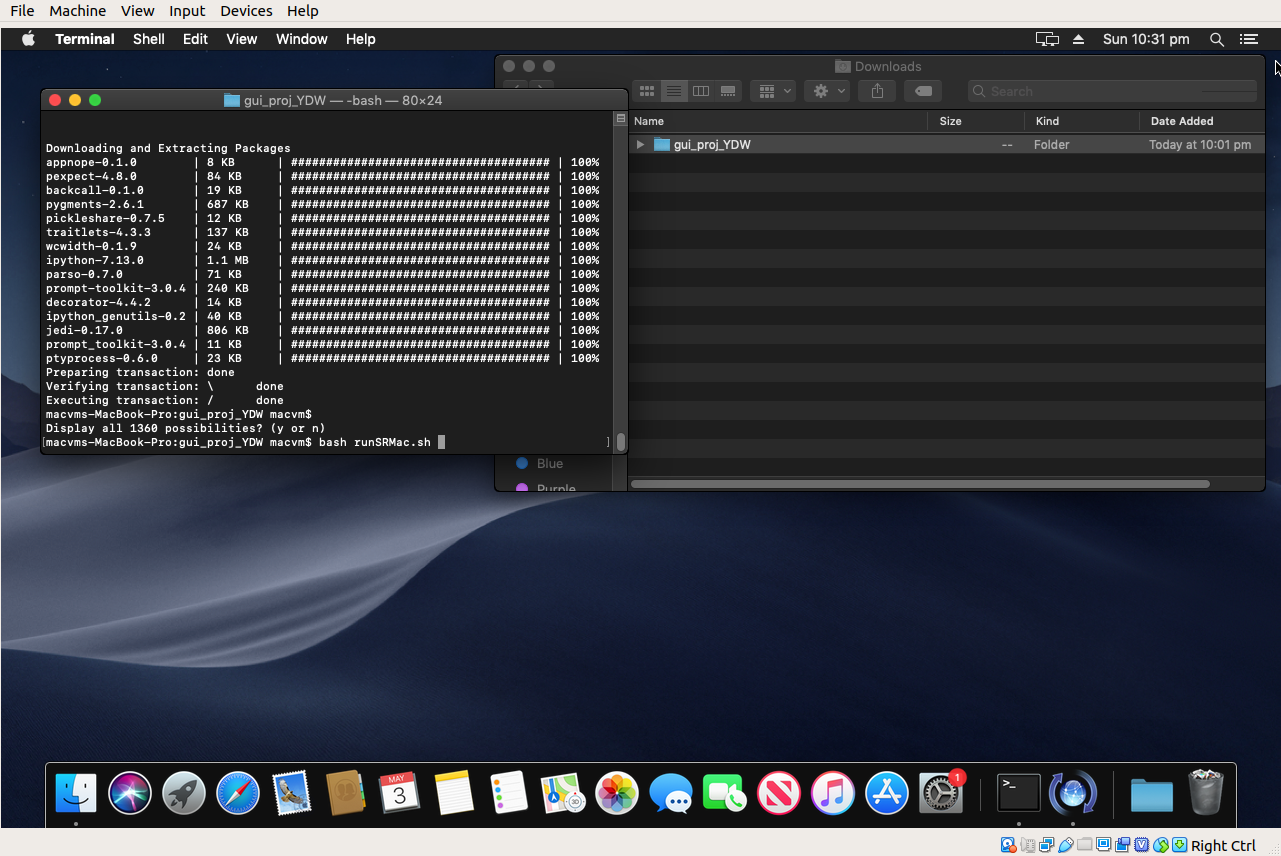 File Machine View Input Devices Help
Terminal Shell Edit View Window Help Sun 10:31 pm
Downloads
Search
Name Size Kind Date Added
gui_proj_YDW -- Folder Today at 10:01 pm
Blue
Purple
gui_proj_YDW — -bash — 80×24
Downloading and Extracting Packages
appnope-0.1.0 | 8 KB | ##################################### | 100%
pexpect-4.8.0 | 84 KB | ##################################### | 100%
backcall-0.1.0 | 19 KB | ##################################### | 100%
pygments-2.6.1 | 687 KB | ##################################### | 100%
pickleshare-0.7.5 | 12 KB | ##################################### | 100%
traitlets-4.3.3 | 137 KB | ##################################### | 100%
wcwidth-0.1.9 | 24 KB | ##################################### | 100%
ipython-7.13.0 | 1.1 MB | ##################################### | 100%
parso-0.7.0 | 71 KB | ##################################### | 100%
prompt-toolkit-3.0.4 | 240 KB | ##################################### | 100%
decorator-4.4.2 | 14 KB | ##################################### | 100%
ipython_genutils-0.2 | 40 KB | ##################################### | 100%
jedi-0.17.0 | 806 KB | ##################################### | 100%
prompt_toolkit-3.0.4 | 11 KB | ##################################### | 100%
ptyprocess-0.6.0 | 23 KB | ##################################### | 100%
Preparing transaction: done
Verifying transaction: \ done
Executing transaction: / done
macvms-MacBook-Pro:gui_proj_YDW macvm$
Display all 1360 possibilities? (y or n)
[macvms-MacBook-Pro:gui_proj_YDW macvm$ bash runSRMac.sh ]
MAY
3
3D
1
>_
Right Ctrl